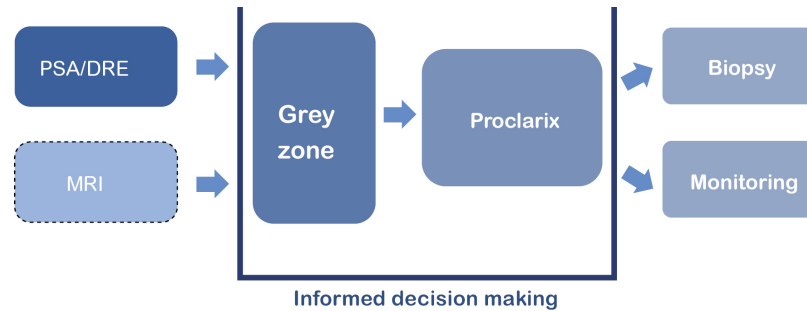 PSA/DRE
MRI
Grey
zone
Proclarix
Biopsy
Monitoring
Informed decision making